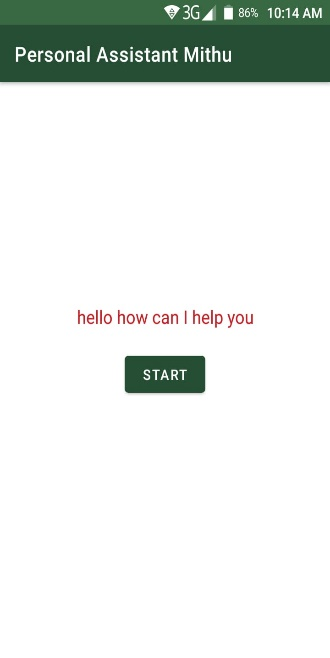 3G 86% 10:14 AM
Personal Assistant Mithu
hello how can I help you
START